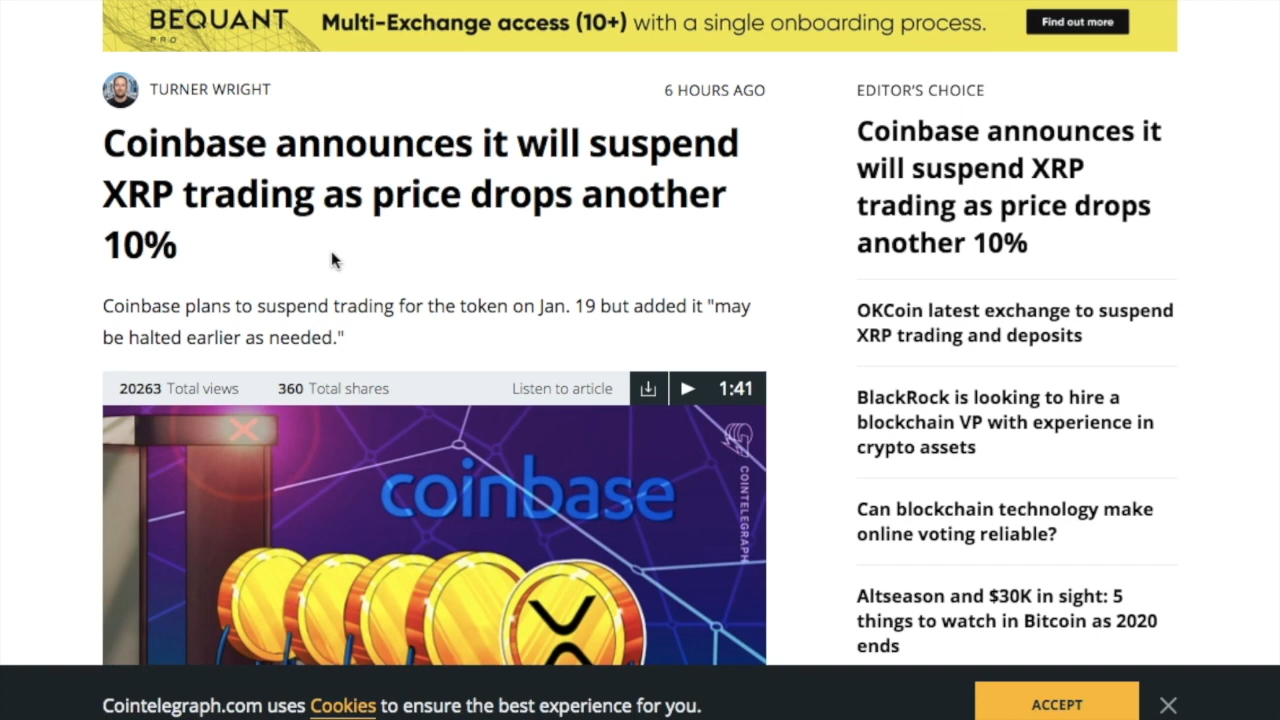 BEQUANT
PRO
Multi-Exchange access (10+) with a single onboarding process.
Find out more
TURNER WRIGHT
6 HOURS AGO
Coinbase announces it will suspend
XRP trading as price drops another
10%
Coinbase plans to suspend trading for the token on Jan. 19 but added it "may
be halted earlier as needed."
20263 Total views
360 Total shares
Listen to article
1:41
coinbase
COINTELEGRAPH
EDITOR'S CHOICE
Coinbase announces it
will suspend XRP
trading as price drops
another 10%
OKCoin latest exchange to suspend
XRP trading and deposits
BlackRock is looking to hire a
blockchain VP with experience in
crypto assets
Can blockchain technology make
online voting reliable?
Altseason and $30K in sight: 5
things to watch in Bitcoin as 2020
ends
Cointelegraph.com uses Cookies to ensure the best experience for you.
ACCEPT